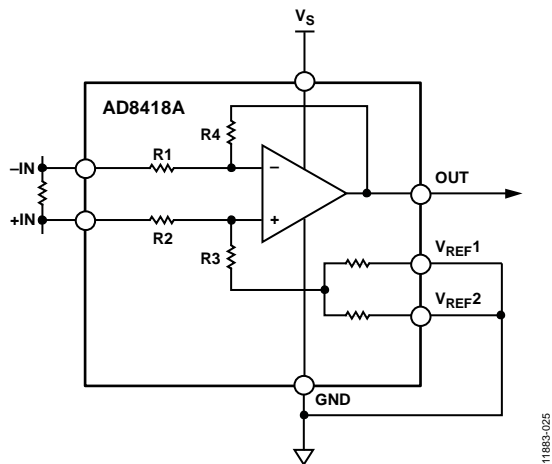 VS
AD8418A
R4
R1
–IN
–
OUT
+IN
+
R2
R3
VREF1
VREF2
GND
11883-025